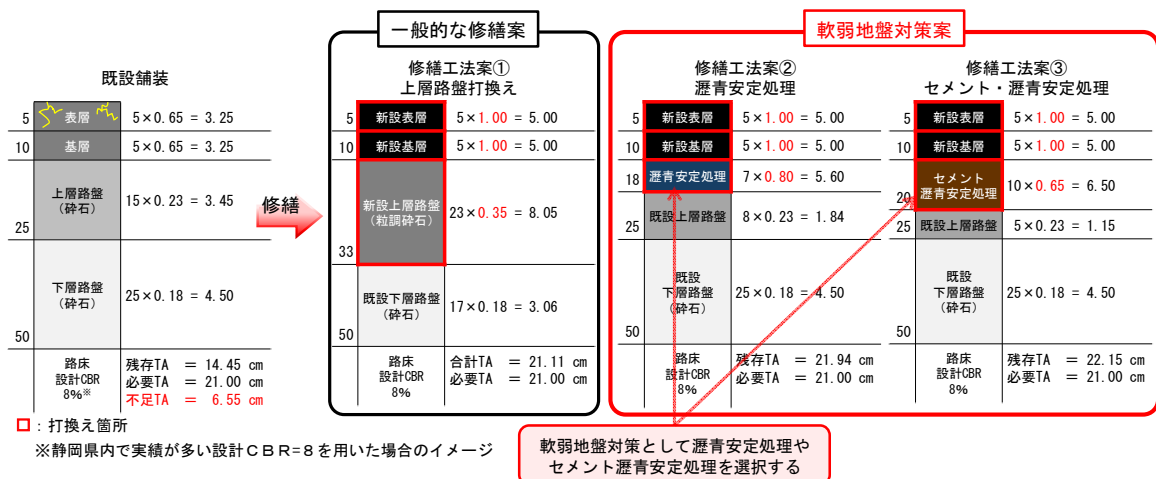 一般的な修繕案
軟弱地盤対策案
既設舗装
5 表層 5×0.65 = 3.25
10 基層 5×0.65 = 3.25
上層路盤
(砕石)
15×0.23 = 3.45
25
下層路盤
(砕石)
25×0.18 = 4.50
50
路床
設計CBR
8%※
残存TA = 14.45 cm
必要TA = 21.00 cm
不足TA = 6.55 cm
修繕
修繕工法案①
上層路盤打換え
5 新設表層 5×1.00 = 5.00
10 新設基層 5×1.00 = 5.00
新設上層路盤
(粒調砕石)
23×0.35 = 8.05
33
既設下層路盤
(砕石)
17×0.18 = 3.06
50
路床
設計CBR
8%
合計TA = 21.11 cm
必要TA = 21.00 cm
修繕工法案②
瀝青安定処理
5 新設表層 5×1.00 = 5.00
10 新設基層 5×1.00 = 5.00
18 瀝青安定処理 7×0.80 = 5.60
25 既設上層路盤 8×0.23 = 1.84
既設
下層路盤
(砕石)
25×0.18 = 4.50
50
路床
設計CBR
8%
残存TA = 21.94 cm
必要TA = 21.00 cm
修繕工法案③
セメント・瀝青安定処理
5 新設表層 5×1.00 = 5.00
10 新設基層 5×1.00 = 5.00
セメント
瀝青安定処理
10×0.65 = 6.50
20
25 既設上層路盤 5×0.23 = 1.15
既設
下層路盤
(砕石)
25×0.18 = 4.50
50
路床
設計CBR
8%
残存TA = 22.15 cm
必要TA = 21.00 cm
□:打換え箇所
※静岡県内で実績が多い設計CBR=8を用いた場合のイメージ
軟弱地盤対策として瀝青安定処理や
セメント瀝青安定処理を選択する